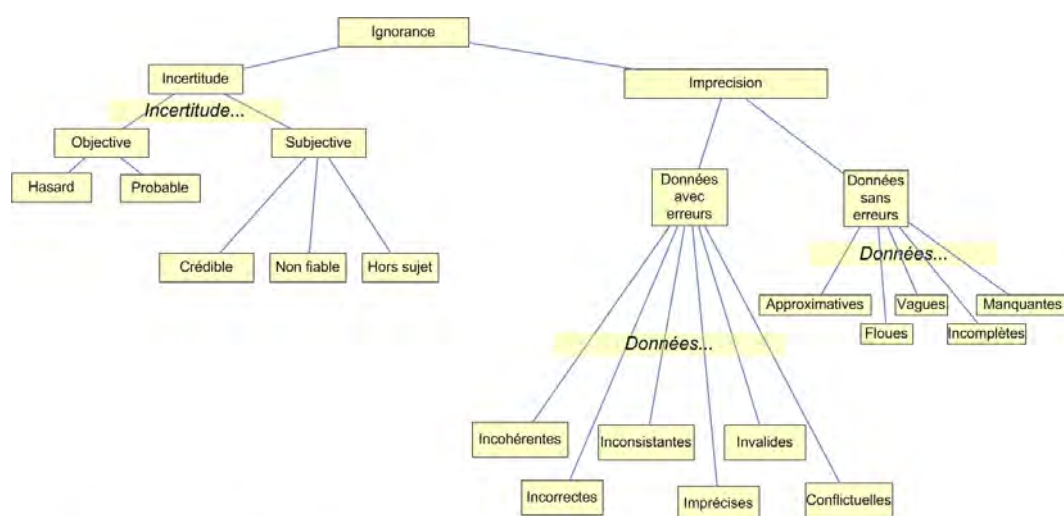 Ignorance
Incertitude
Imprecision
Incertitude...
Objective
Subjective
Hasard
Probable
Données
avec
erreurs
Données
sans
erreurs
Crédible
Non fiable
Hors sujet
Données...
Approximatives
Vagues
Manquantes
Floues
Incomplètes
Données...
Incohérentes
Inconsistantes
Invalides
Incorrectes
Imprécises
Conflictuelles